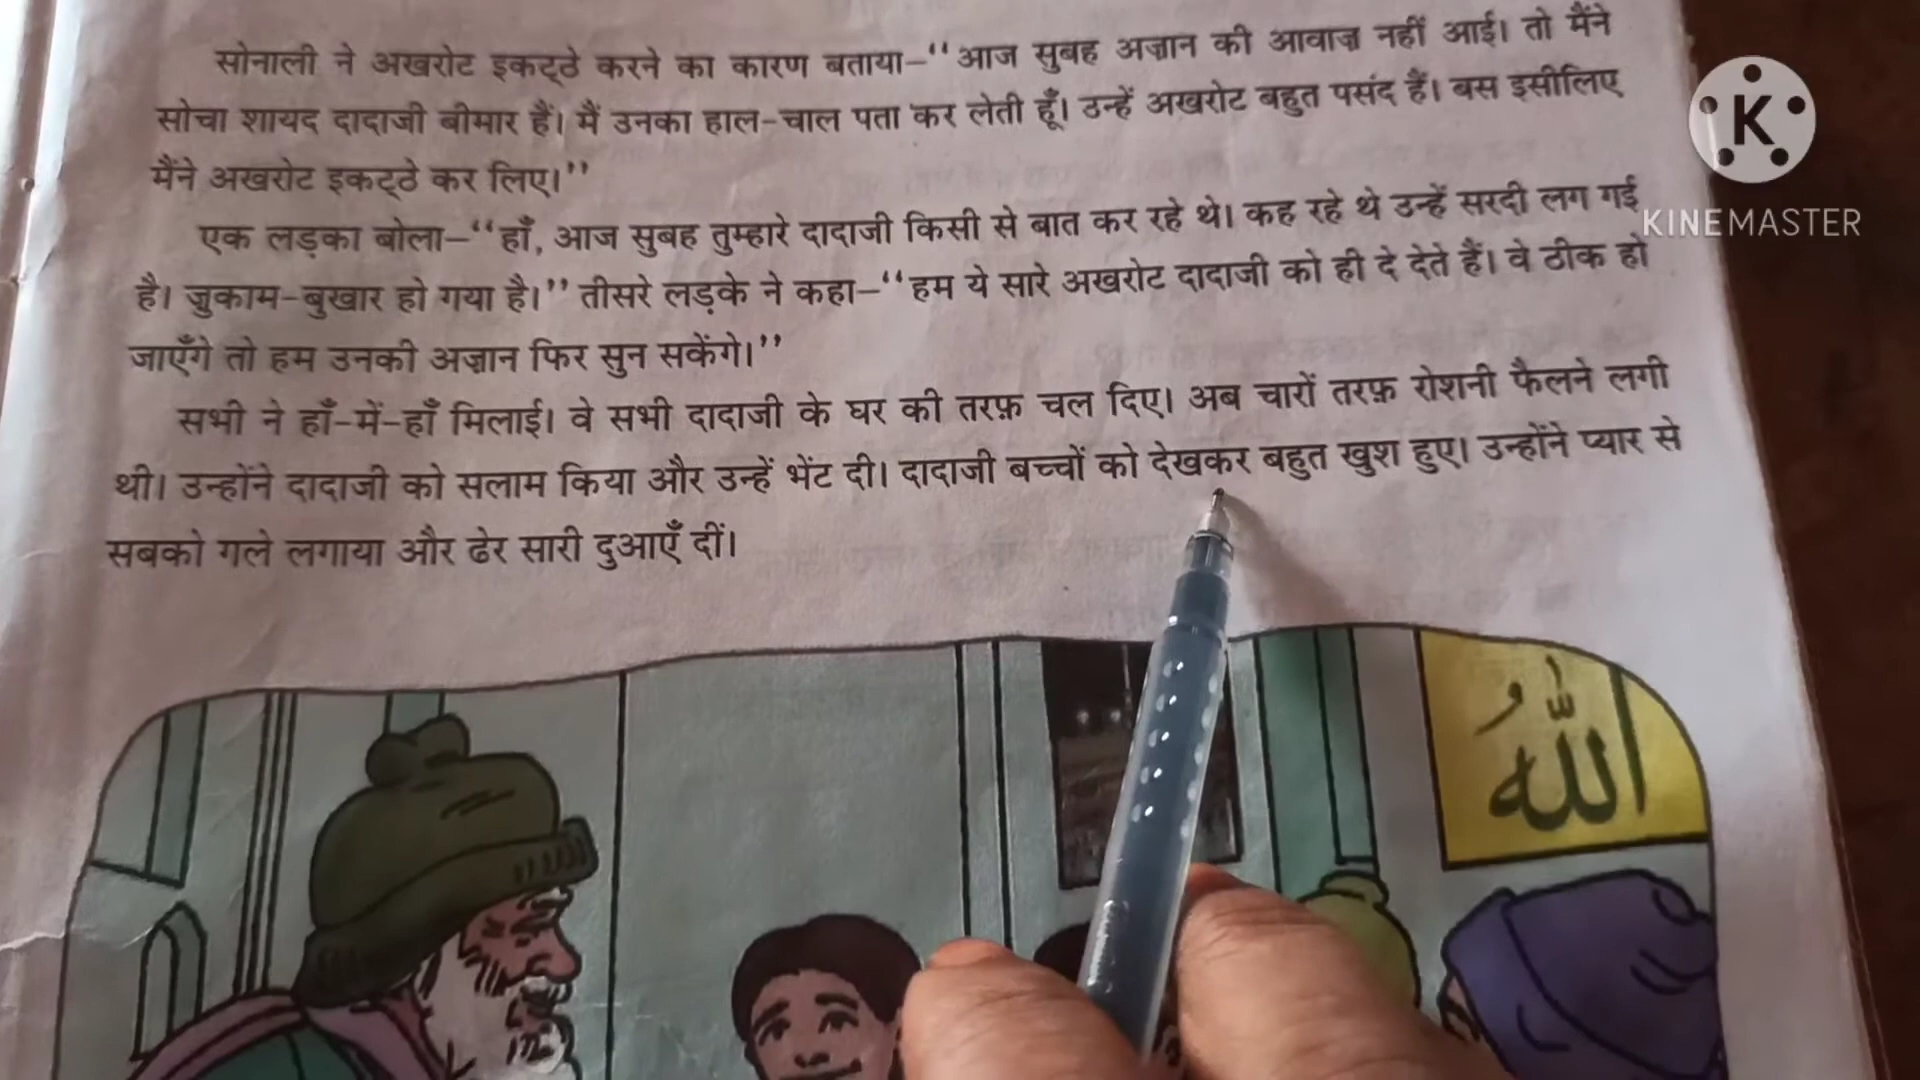 सोनाली ने अखरोट इकट्ठे करने का कारण बताया–“आज सुबह अज़ान की आवाज़ नहीं आई। तो मैंने
सोचा शायद दादाजी बीमार हैं। मैं उनका हाल-चाल पता कर लेती हूँ। उन्हें अखरोट बहुत पसंद हैं। बस इसीलिए
मैंने अखरोट इकट्ठे कर लिए।”
एक लड़का बोला–“हाँ, आज सुबह तुम्हारे दादाजी किसी से बात कर रहे थे। कह रहे थे उन्हें सरदी लग गई
है। ज़ुकाम-बुखार हो गया है।” तीसरे लड़के ने कहा–“हम ये सारे अखरोट दादाजी को ही दे देते हैं। वे ठीक हो
जाएँगे तो हम उनकी अज़ान फिर सुन सकेंगे।”
सभी ने हाँ-में-हाँ मिलाई। वे सभी दादाजी के घर की तरफ़ चल दिए। अब चारों तरफ़ रोशनी फैलने लगी
थी। उन्होंने दादाजी को सलाम किया और उन्हें भेंट दी। दादाजी बच्चों को देखकर बहुत खुश हुए। उन्होंने प्यार से
सबको गले लगाया और ढेर सारी दुआएँ दीं।
K
KINEMASTER
اللهُ